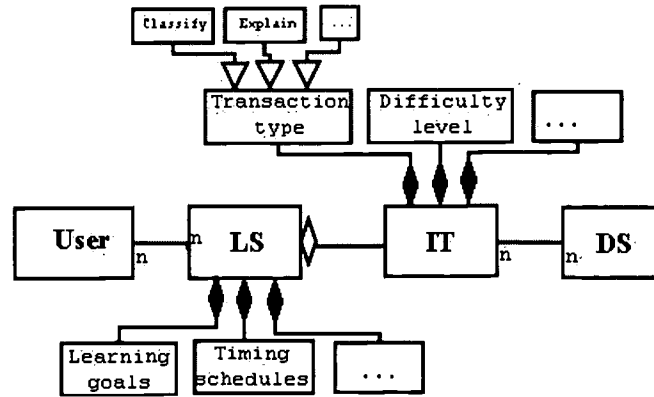 Classify
Explain
...
Transaction
type
Difficulty
level
...
User
n
n
LS
IT
n
n
DS
Learning
goals
Timing
schedules
...